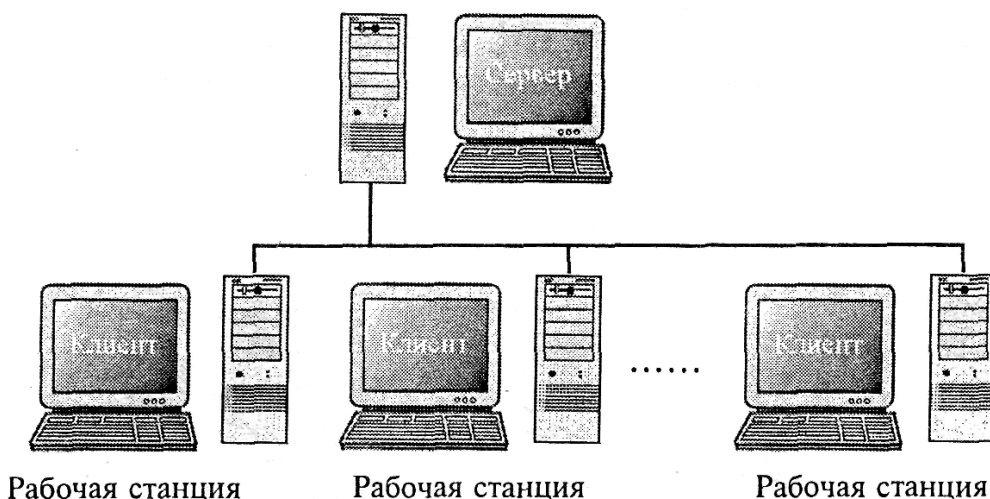 Сервер
Клиент
Клиент
Клиент
Рабочая станция
Рабочая станция
Рабочая станция